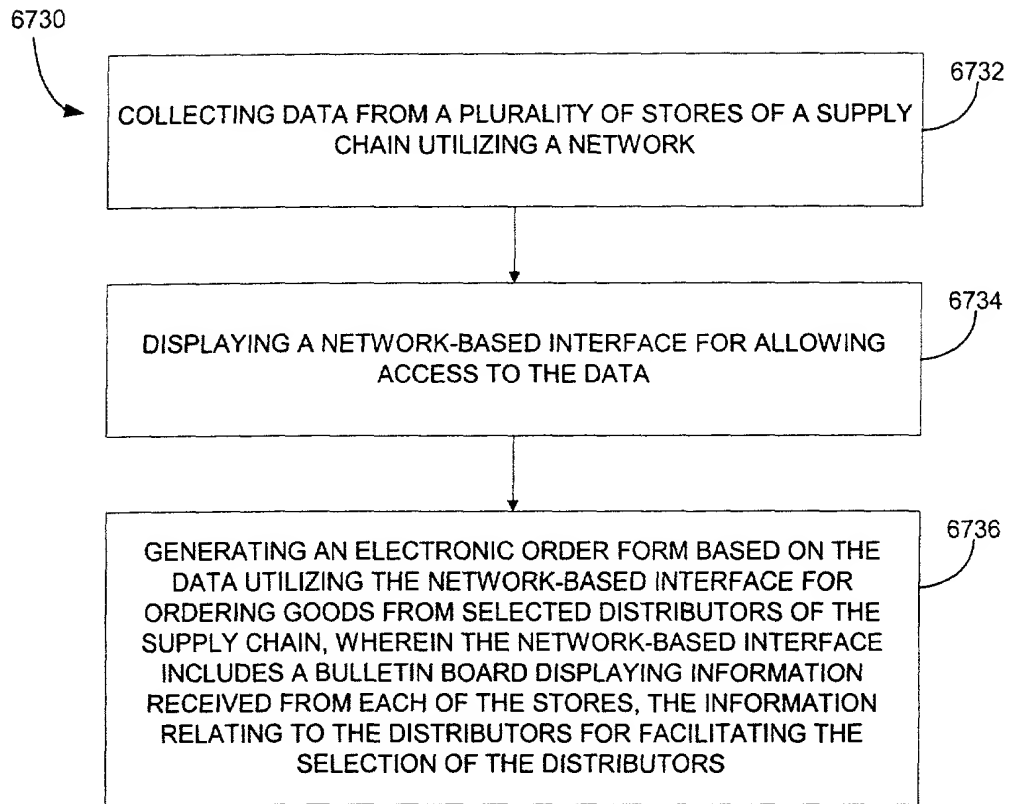 6730
6732
COLLECTING DATA FROM A PLURALITY OF STORES OF A SUPPLY
CHAIN UTILIZING A NETWORK
6734
DISPLAYING A NETWORK-BASED INTERFACE FOR ALLOWING
ACCESS TO THE DATA
6736
GENERATING AN ELECTRONIC ORDER FORM BASED ON THE
DATA UTILIZING THE NETWORK-BASED INTERFACE FOR
ORDERING GOODS FROM SELECTED DISTRIBUTORS OF THE
SUPPLY CHAIN, WHEREIN THE NETWORK-BASED INTERFACE
INCLUDES A BULLETIN BOARD DISPLAYING INFORMATION
RECEIVED FROM EACH OF THE STORES, THE INFORMATION
RELATING TO THE DISTRIBUTORS FOR FACILITATING THE
SELECTION OF THE DISTRIBUTORS